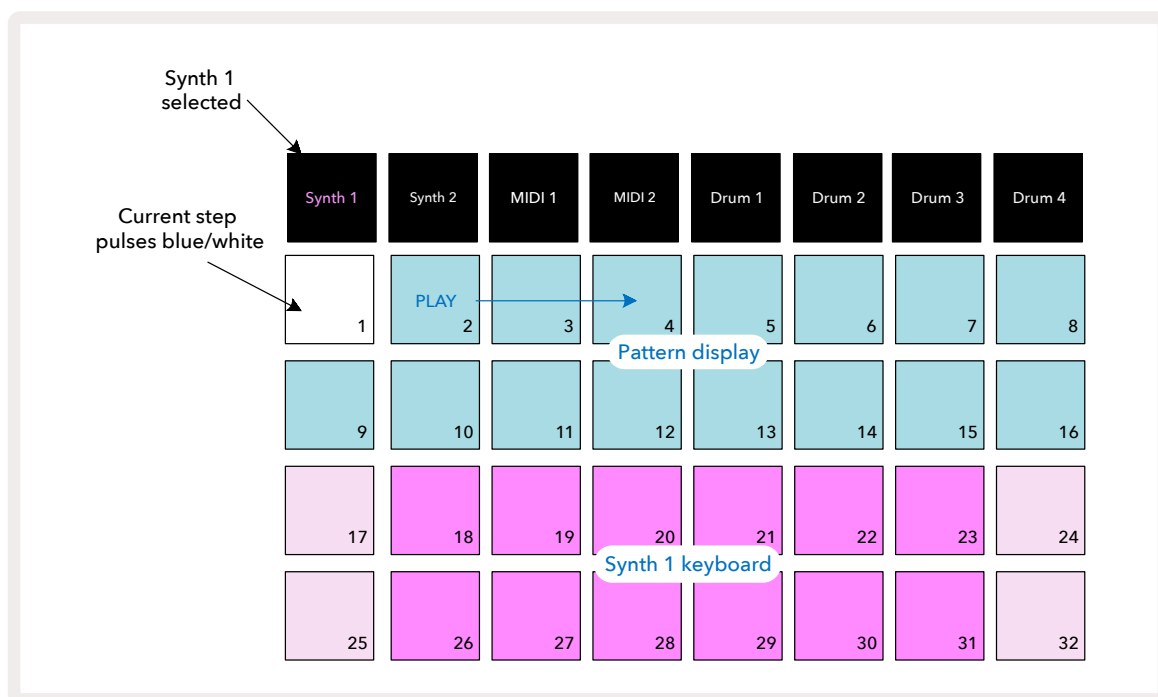 Synth 1
selected
Synth 1 Synth 2 MIDI 1 MIDI 2 Drum 1 Drum 2 Drum 3 Drum 4
Current step
pulses blue/white
PLAY
1 2 3 4 5 6 7 8
Pattern display
9 10 11 12 13 14 15 16
17 18 19 20 21 22 23 24
Synth 1 keyboard
25 26 27 28 29 30 31 32